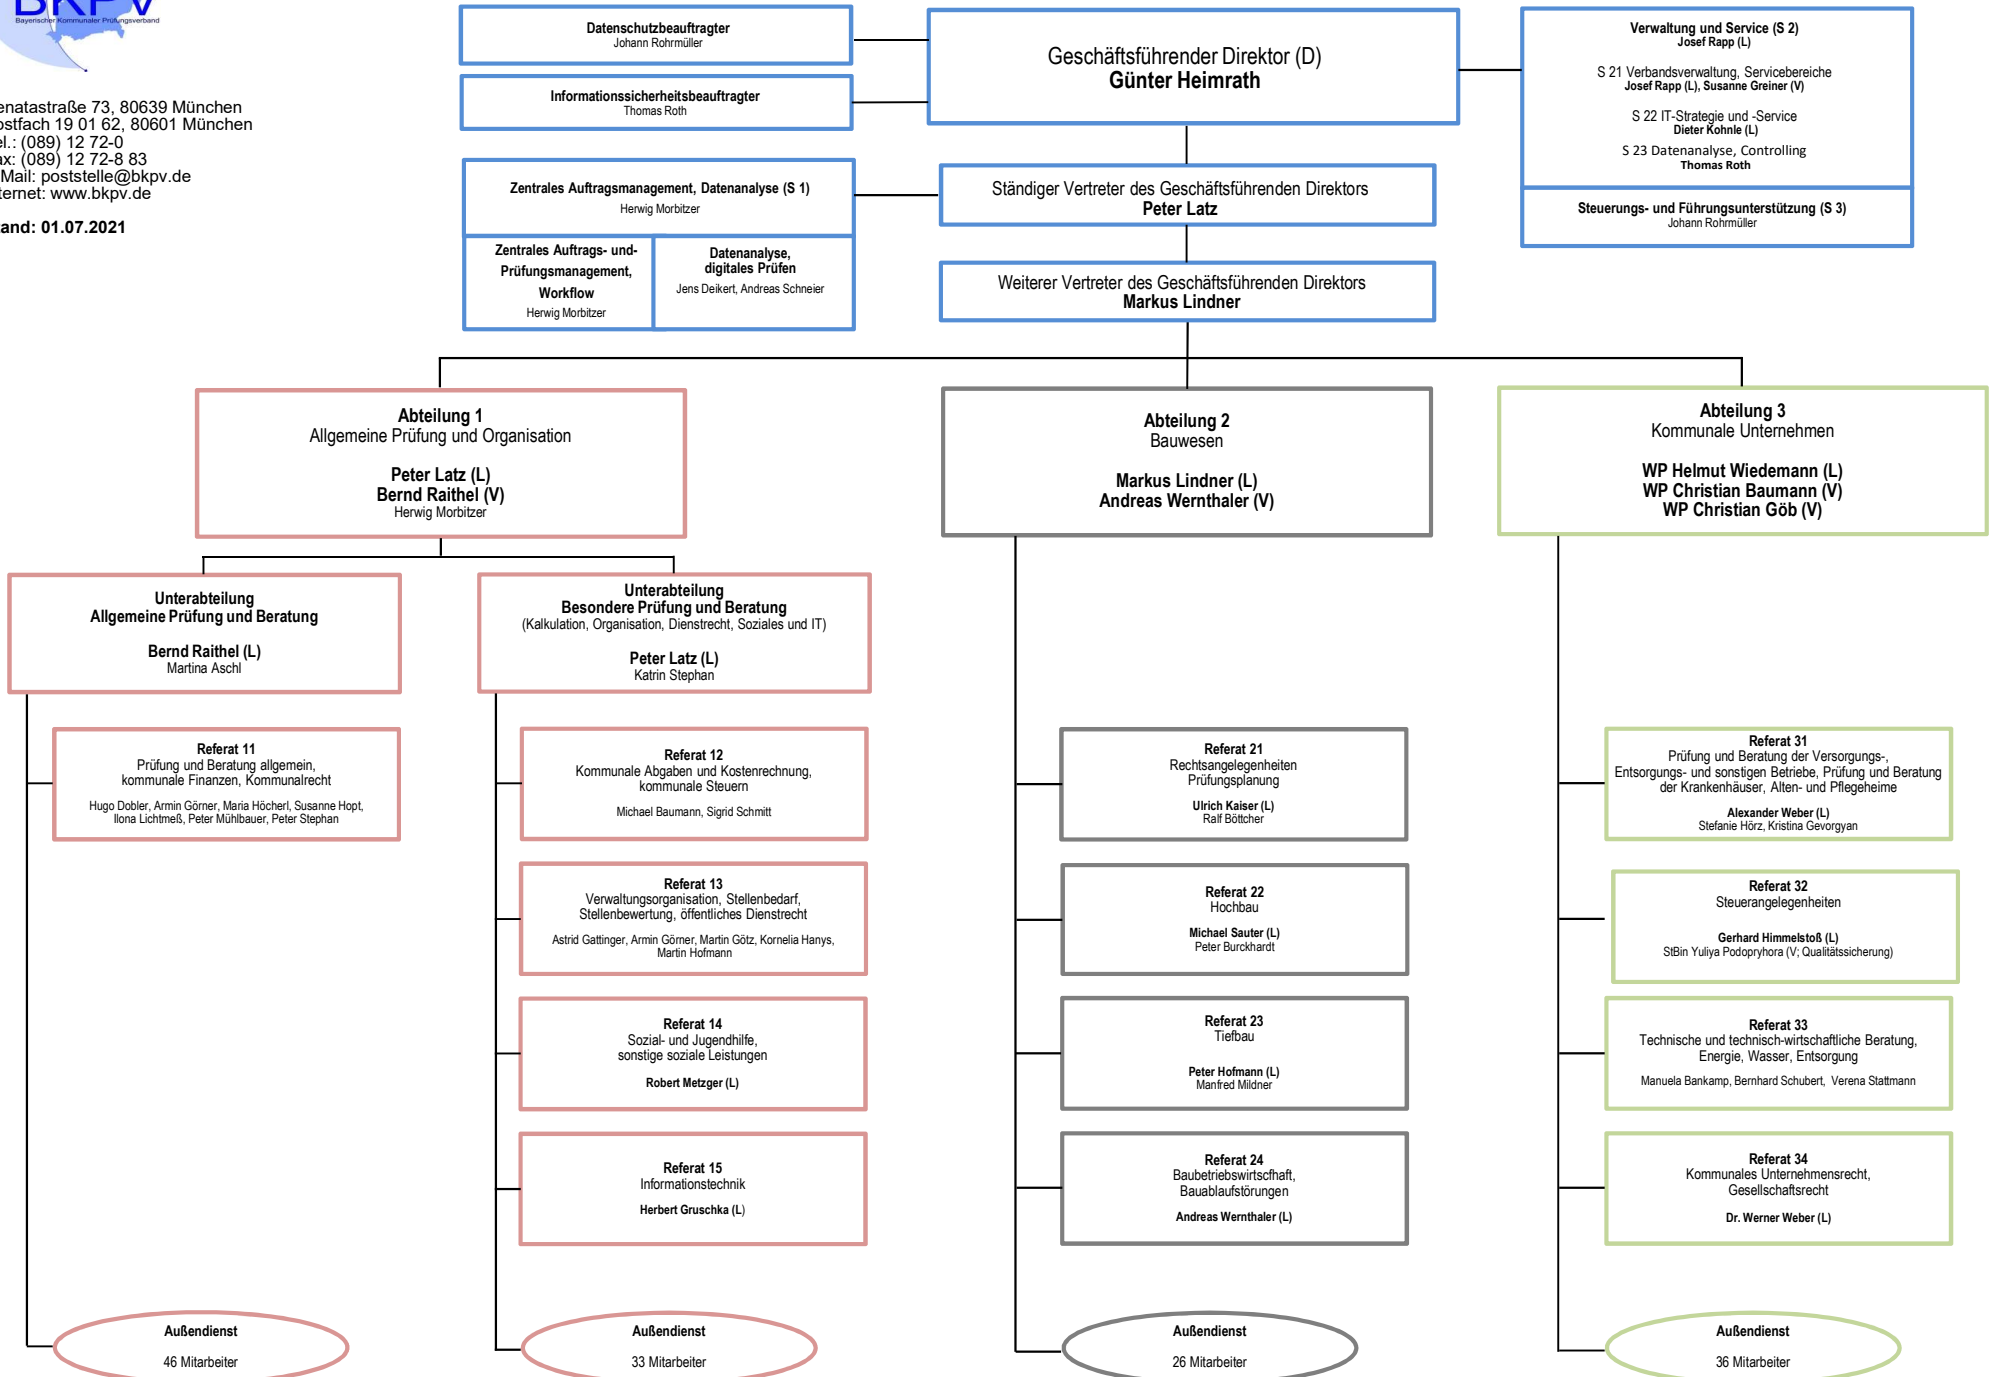 BKPV
Bayerischer Kommunaler Prüfungsverband
enatastraße 73, 80639 München
ostfach 19 01 62, 80601 München
el.: (089) 12 72-0
ax: (089) 12 72-8 83
Mail: poststelle@bkpv.de
ternet: www.bkpv.de
tand: 01.07.2021
Datenschutzbeauftragter
Johann Rohrmüller
Informationssicherheitsbeauftragter
Thomas Roth
Geschäftsführender Direktor (D)
Günter Heimrath
Verwaltung und Service (S 2)
Josef Rapp (L)
S 21 Verbandsverwaltung, Servicebereiche
Josef Rapp (L), Susanne Greiner (V)
S 22 IT-Strategie und -Service
Dieter Kohnle (L)
S 23 Datenanalyse, Controlling
Thomas Roth
Steuerungs- und Führungsunterstützung (S 3)
Johann Rohrmüller
Zentrales Auftragsmanagement, Datenanalyse (S 1)
Herwig Morbitzer
Zentrales Auftrags- und-
Prüfungsmanagement,
Workflow
Herwig Morbitzer
Datenanalyse,
digitales Prüfen
Jens Deikert, Andreas Schneier
Ständiger Vertreter des Geschäftsführenden Direktors
Peter Latz
Weiterer Vertreter des Geschäftsführenden Direktors
Markus Lindner
Abteilung 1
Allgemeine Prüfung und Organisation
Peter Latz (L)
Bernd Raithel (V)
Herwig Morbitzer
Abteilung 2
Bauwesen
Markus Lindner (L)
Andreas Wernthaler (V)
Abteilung 3
Kommunale Unternehmen
WP Helmut Wiedemann (L)
WP Christian Baumann (V)
WP Christian Göb (V)
Unterabteilung
Allgemeine Prüfung und Beratung
Bernd Raithel (L)
Martina Aschl
Unterabteilung
Besondere Prüfung und Beratung
(Kalkulation, Organisation, Dienstrecht, Soziales und IT)
Peter Latz (L)
Katrin Stephan
Referat 11
Prüfung und Beratung allgemein,
kommunale Finanzen, Kommunalrecht
Hugo Dobler, Armin Görner, Maria Höcherl, Susanne Hopt,
Ilona Lichtmeß, Peter Mühlbauer, Peter Stephan
Referat 12
Kommunale Abgaben und Kostenrechnung,
kommunale Steuern
Michael Baumann, Sigrid Schmitt
Referat 13
Verwaltungsorganisation, Stellenbedarf,
Stellenbewertung, öffentliches Dienstrecht
Astrid Gattinger, Armin Görner, Martin Götz, Kornelia Hanys,
Martin Hofmann
Referat 14
Sozial- und Jugendhilfe,
sonstige soziale Leistungen
Robert Metzger (L)
Referat 15
Informationstechnik
Herbert Gruschka (L)
Referat 21
Rechtsangelegenheiten
Prüfungsplanung
Ulrich Kaiser (L)
Ralf Böttcher
Referat 22
Hochbau
Michael Sauter (L)
Peter Burckhardt
Referat 23
Tiefbau
Peter Hofmann (L)
Manfred Mildner
Referat 24
Baubetriebswirtscfhaft,
Bauablaufstörungen
Andreas Wernthaler (L)
Referat 31
Prüfung und Beratung der Versorgungs-,
Entsorgungs- und sonstigen Betriebe, Prüfung und Beratung
der Krankenhäuser, Alten- und Pflegeheime
Alexander Weber (L)
Stefanie Hörz, Kristina Gevorgyan
Referat 32
Steuerangelegenheiten
Gerhard Himmelstoß (L)
StBin Yuliya Podopryhora (V; Qualitätssicherung)
Referat 33
Technische und technisch-wirtschaftliche Beratung,
Energie, Wasser, Entsorgung
Manuela Bankamp, Bernhard Schubert, Verena Stattmann
Referat 34
Kommunales Unternehmensrecht,
Gesellschaftsrecht
Dr. Werner Weber (L)
Außendienst
46 Mitarbeiter
Außendienst
33 Mitarbeiter
Außendienst
26 Mitarbeiter
Außendienst
36 Mitarbeiter